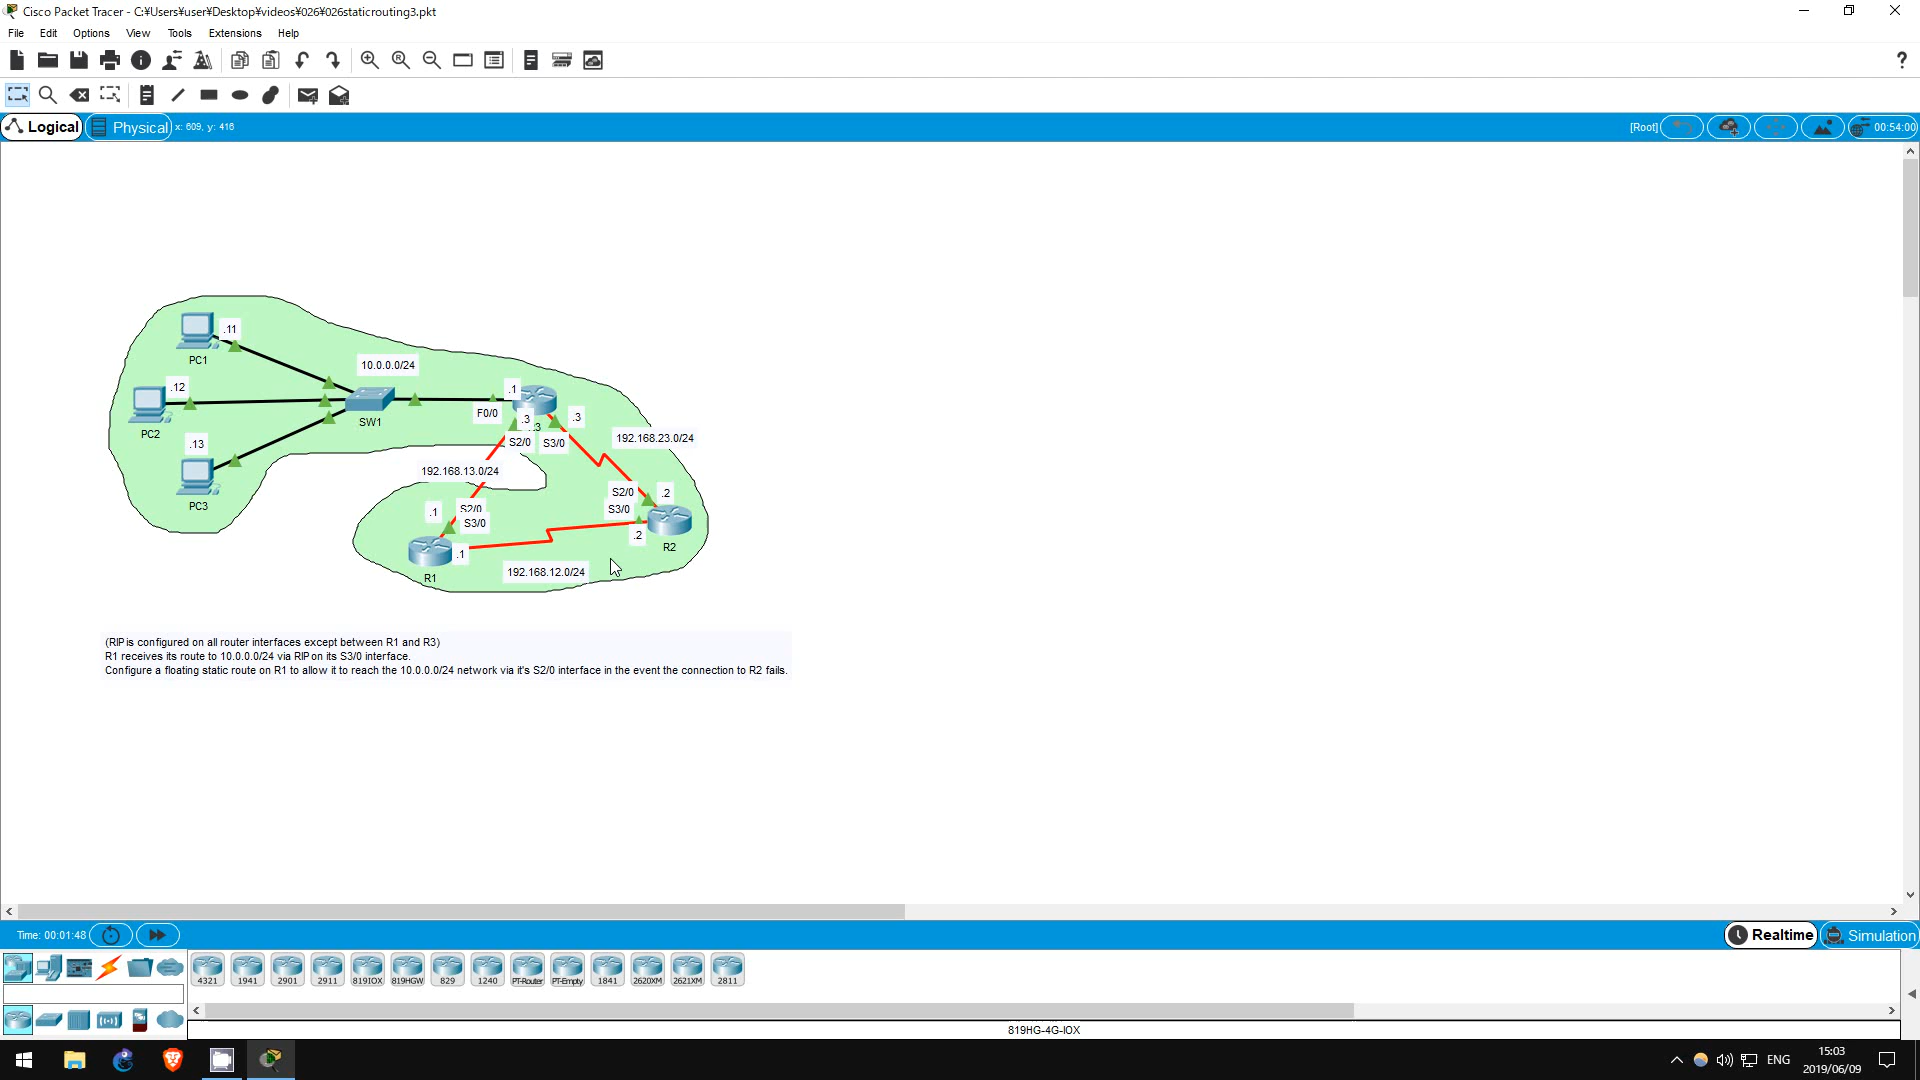 Cisco Packet Tracer - C:¥Users¥user¥Desktop¥videos¥026¥026staticrouting3.pkt
File Edit Options View Tools Extensions Help
Logical Physical x: 609, y: 416 [Root] 00:54:00
.11
PC1
10.0.0.0/24
.12
PC2
SW1
.1
F0/0
.3
.3
S2/0 S3/0
192.168.23.0/24
.13
PC3
192.168.13.0/24
S2/0 .2
S3/0
.1 S2/0
S3/0
.2
.1
R2
R1
192.168.12.0/24
(RIP is configured on all router interfaces except between R1 and R3)
R1 receives its route to 10.0.0.0/24 via RIP on its S3/0 interface.
Configure a floating static route on R1 to allow it to reach the 10.0.0.0/24 network via it's S2/0 interface in the event the connection to R2 fails.
Time: 00:01:48 Realtime Simulation
4321 1941 2901 2911 819IOX 819HGW 829 1240 PT-Router PT-Empty 1841 2620XM 2621XM 2811
819HG-4G-IOX
ENG
15:03
2019/06/09